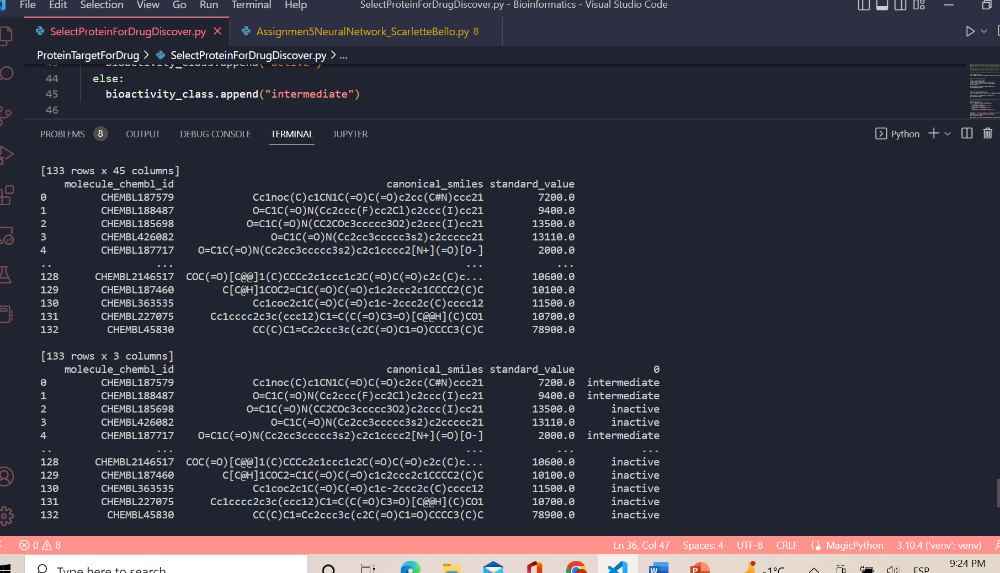 File Edit Selection View Go Run Terminal Help SelectProteinForDrugDiscover.py - Bioinformatics - Visual Studio Code
SelectProteinForDrugDiscover.py Assignmen5NeuralNetwork_ScarletteBello.py 8
ProteinTargetForDrug > SelectProteinForDrugDiscover.py > ...
43 bioactivity_class.append("active")
44 else:
45 bioactivity_class.append("intermediate")
46
PROBLEMS 8 OUTPUT DEBUG CONSOLE TERMINAL JUPYTER Python
[133 rows x 45 columns]
molecule_chembl_id canonical_smiles standard_value
0 CHEMBL187579 Cc1noc(C)c1CN1C(=O)C(=O)c2cc(C#N)ccc21 7200.0
1 CHEMBL188487 O=C1C(=O)N(Cc2ccc(F)cc2Cl)c2ccc(I)cc21 9400.0
2 CHEMBL185698 O=C1C(=O)N(CC2COc3ccccc3O2)c2ccc(I)cc21 13500.0
3 CHEMBL426082 O=C1C(=O)N(Cc2cc3ccccc3s2)c2ccccc21 13110.0
4 CHEMBL187717 O=C1C(=O)N(Cc2cc3ccccc3s2)c2c1cccc2[N+](=O)[O-] 2000.0
.. ... ... ...
128 CHEMBL2146517 COC(=O)[C@@]1(C)CCCc2c1ccc1c2C(=O)C(=O)c2c(C)c... 10600.0
129 CHEMBL187460 C[C@H]1COC2=C1C(=O)C(=O)c1c2ccc2c1CCCC2(C)C 10100.0
130 CHEMBL363535 Cc1coc2c1C(=O)C(=O)c1c-2ccc2c(C)cccc12 11500.0
131 CHEMBL227075 Cc1cccc2c3c(ccc12)C1=C(C(=O)C3=O)[C@@H](C)CO1 10700.0
132 CHEMBL45830 CC(C)C1=Cc2ccc3c(c2C(=O)C1=O)CCCC3(C)C 78900.0
[133 rows x 3 columns]
molecule_chembl_id canonical_smiles standard_value 0
0 CHEMBL187579 Cc1noc(C)c1CN1C(=O)C(=O)c2cc(C#N)ccc21 7200.0 intermediate
1 CHEMBL188487 O=C1C(=O)N(Cc2ccc(F)cc2Cl)c2ccc(I)cc21 9400.0 intermediate
2 CHEMBL185698 O=C1C(=O)N(CC2COc3ccccc3O2)c2ccc(I)cc21 13500.0 inactive
3 CHEMBL426082 O=C1C(=O)N(Cc2cc3ccccc3s2)c2ccccc21 13110.0 inactive
4 CHEMBL187717 O=C1C(=O)N(Cc2cc3ccccc3s2)c2c1cccc2[N+](=O)[O-] 2000.0 intermediate
.. ... ... ... ...
128 CHEMBL2146517 COC(=O)[C@@]1(C)CCCc2c1ccc1c2C(=O)C(=O)c2c(C)c... 10600.0 inactive
129 CHEMBL187460 C[C@H]1COC2=C1C(=O)C(=O)c1c2ccc2c1CCCC2(C)C 10100.0 inactive
130 CHEMBL363535 Cc1coc2c1C(=O)C(=O)c1c-2ccc2c(C)cccc12 11500.0 inactive
131 CHEMBL227075 Cc1cccc2c3c(ccc12)C1=C(C(=O)C3=O)[C@@H](C)CO1 10700.0 inactive
132 CHEMBL45830 CC(C)C1=Cc2ccc3c(c2C(=O)C1=O)CCCC3(C)C 78900.0 inactive
0 8 Ln 36, Col 47 Spaces: 4 UTF-8 CRLF MagicPython 3.10.4 ('venv': venv)
Type here to search -1°C ESP 9:24 PM